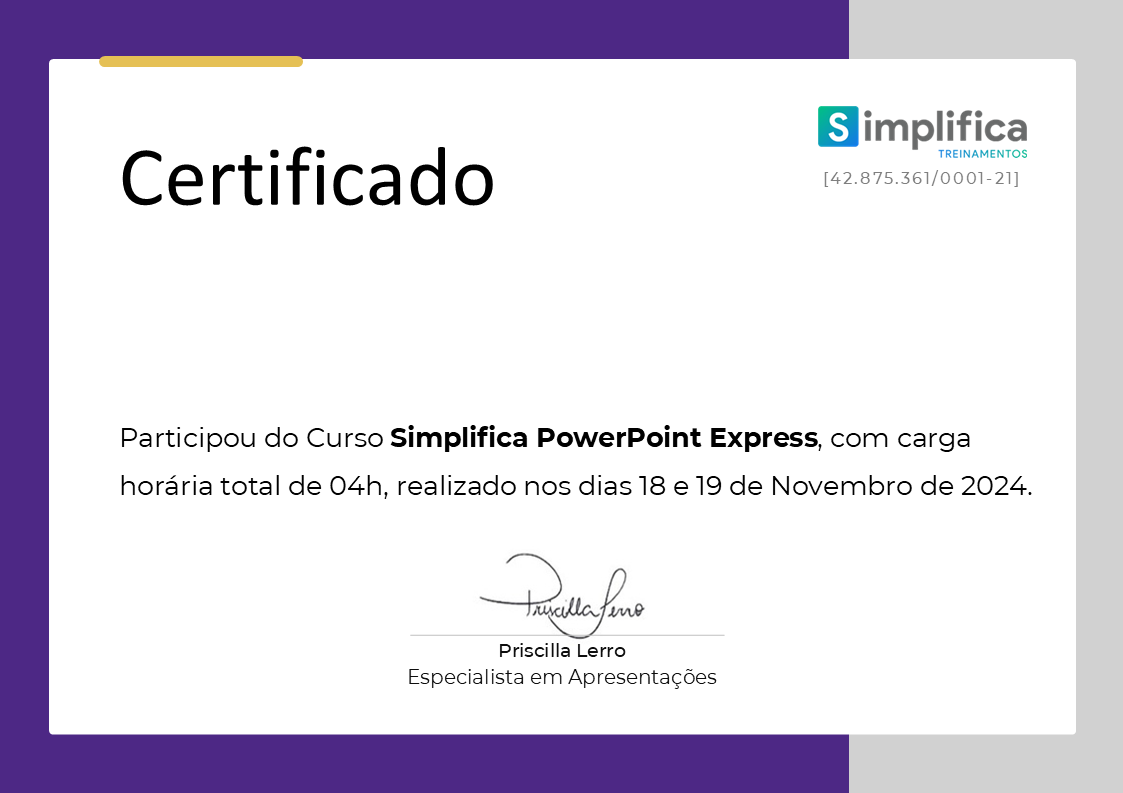 Simplifica
TREINAMENTOS
[42.875.361/0001-21]
Certificado
Participou do Curso Simplifica PowerPoint Express, com carga
horária total de 04h, realizado nos dias 18 e 19 de Novembro de 2024.
Priscilla Lerro
Priscilla Lerro
Especialista em Apresentações